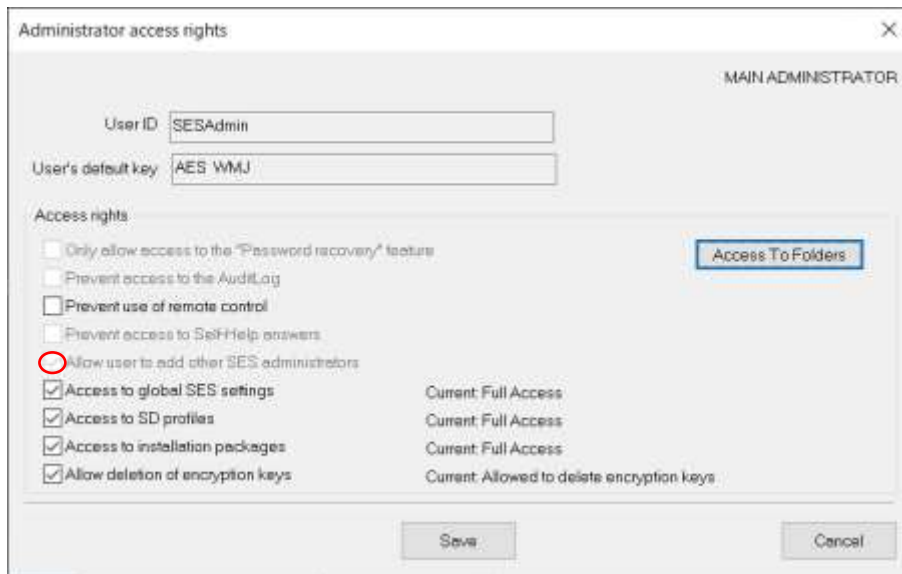 Administrator access rights
MAIN ADMINISTRATOR
User ID SESAdmin
User's default key AES WMJ
Access rights
Only allow access to the "Password recovery" feature
Access To Folders
Prevent access to the AuditLog
Prevent use of remote control
Prevent access to Self-Help answers
Allow user to add other SES administrators
Access to global SES settings Current: Full Access
Access to SD profiles Current: Full Access
Access to installation packages Current: Full Access
Allow deletion of encryption keys Current: Allowed to delete encryption keys
Save Cancel